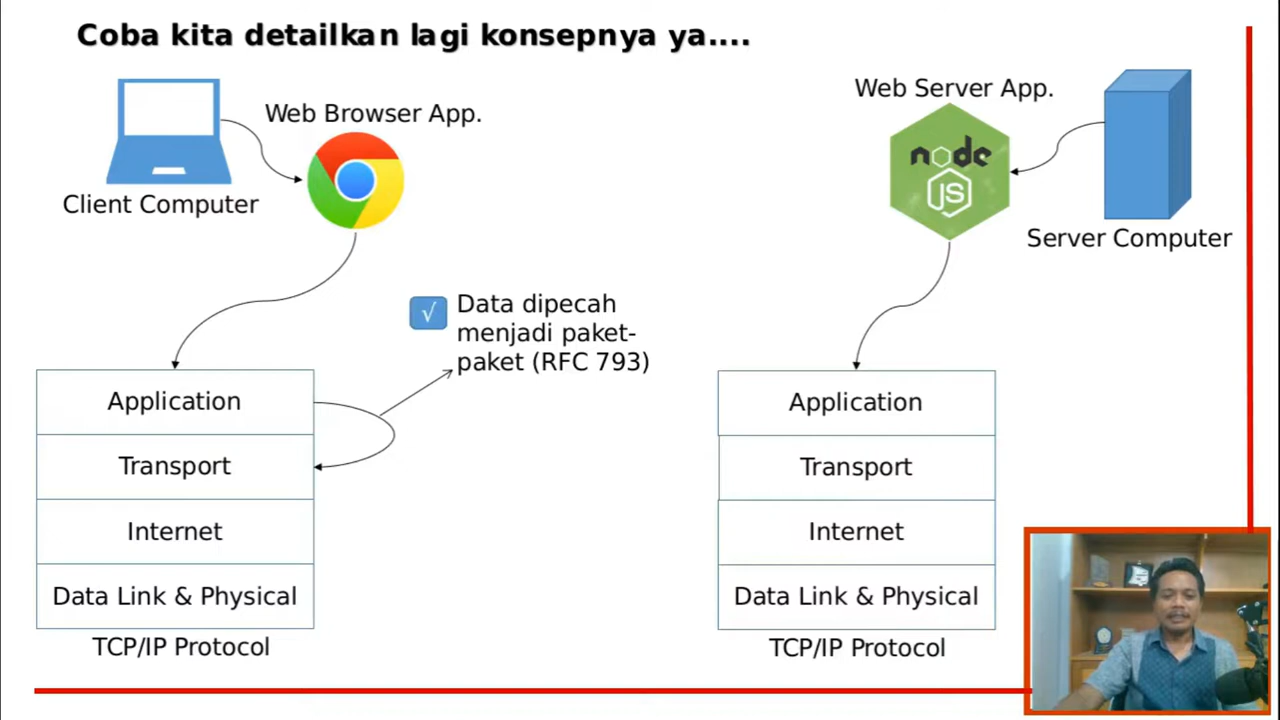 Coba kita detailkan lagi konsepnya ya....
Web Browser App.
Client Computer
Web Server App.
node
JS
Server Computer
√
Data dipecah
menjadi paket-
paket (RFC 793)
Application
Transport
Internet
Data Link & Physical
TCP/IP Protocol
Application
Transport
Internet
Data Link & Physical
TCP/IP Protocol